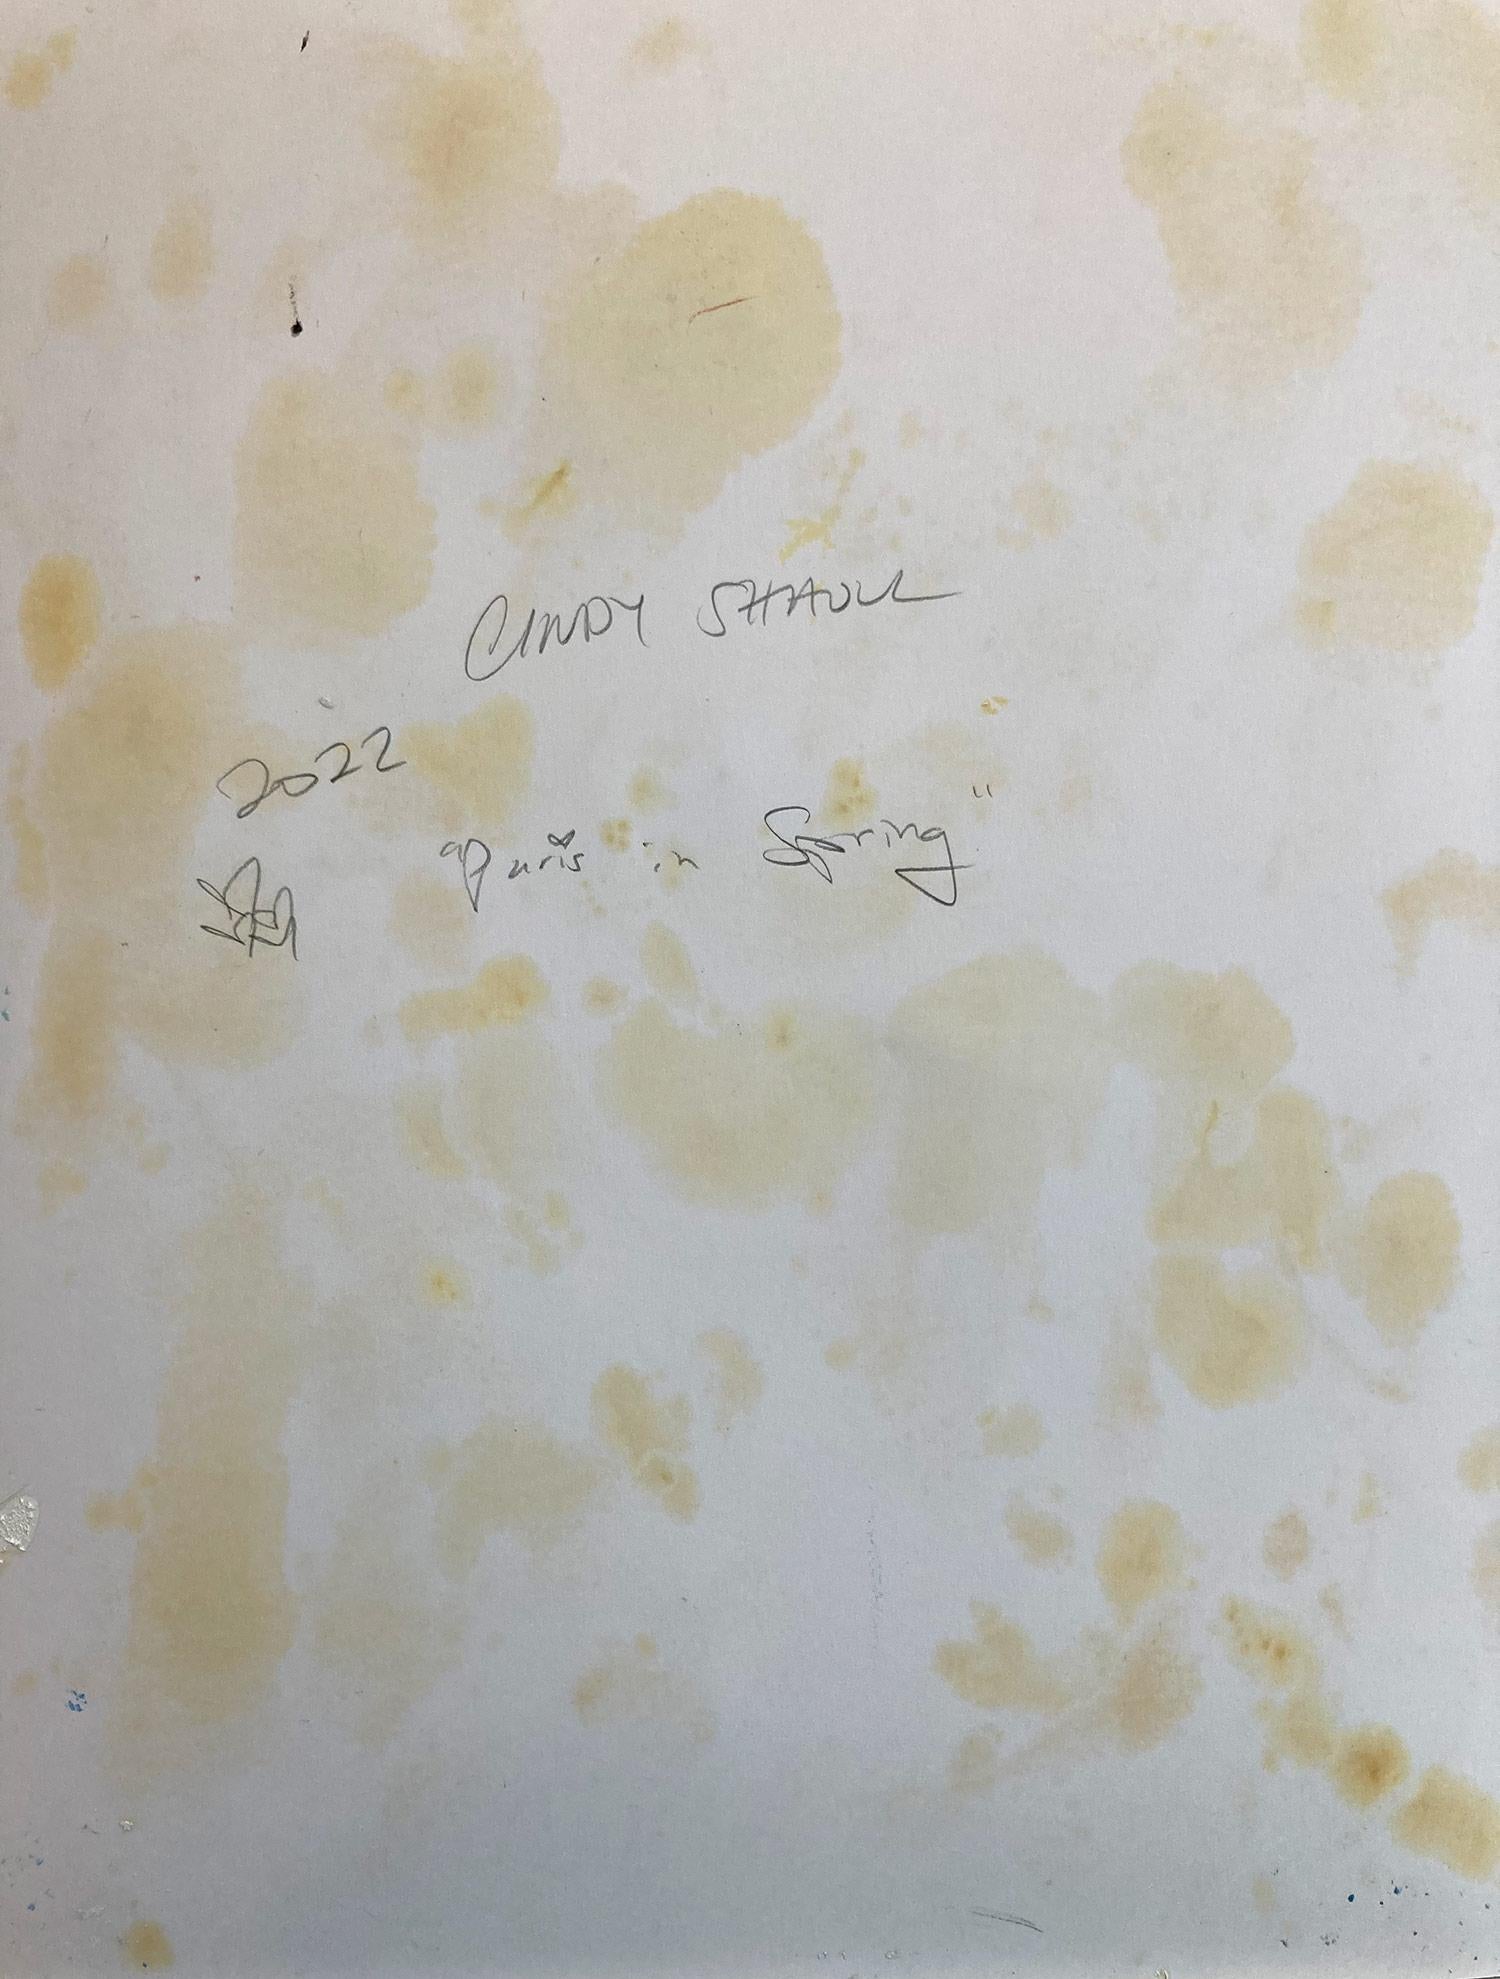 CINDY SHAOUL
2022
"Paris in Spring"